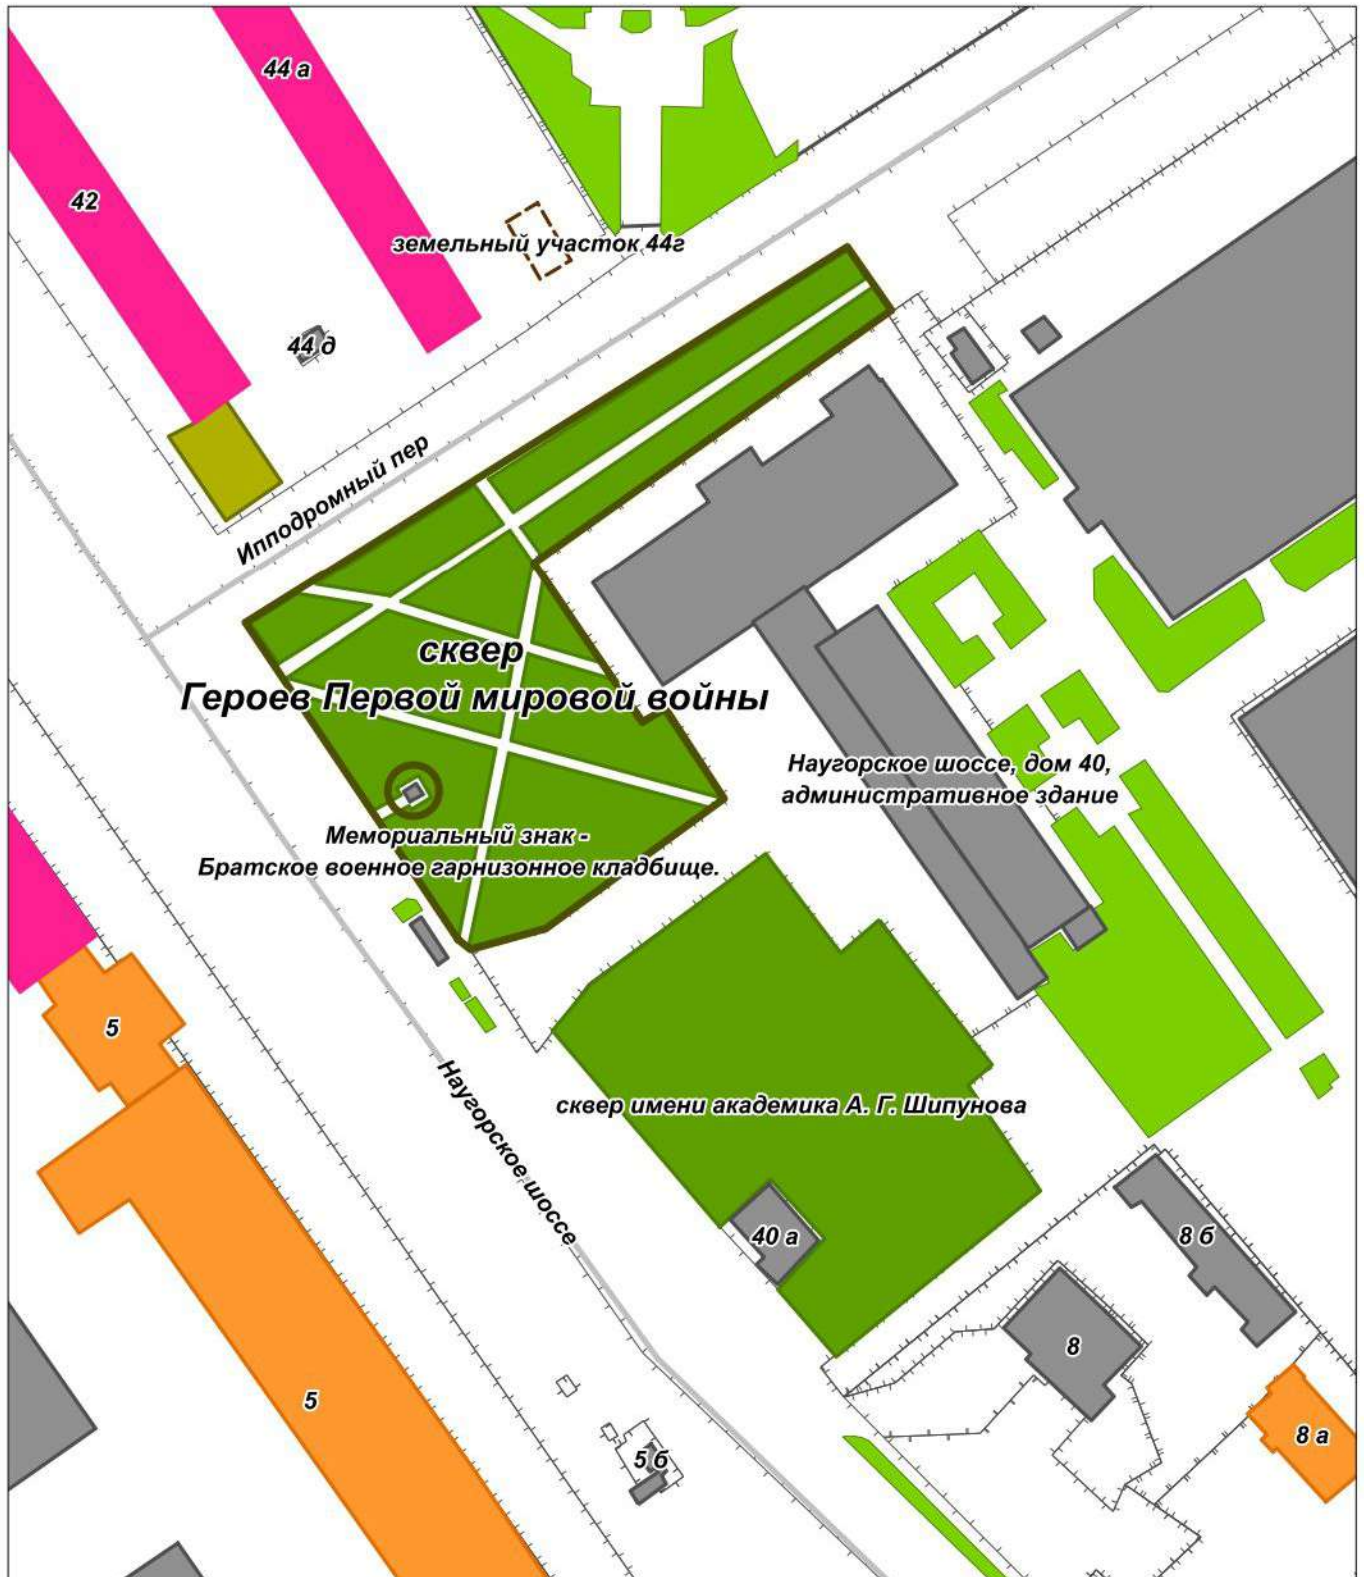 44 а
42
земельный участок 44г
44 д
Ипподромный пер
сквер
Героев Первой мировой войны
Наугорское шоссе, дом 40,
административное здание
Мемориальный знак -
Братское военное гарнизонное кладбище.
5
Наугорское шоссе
сквер имени академика А. Г. Шипунова
40 а
8 б
8
5
8 а
5 б